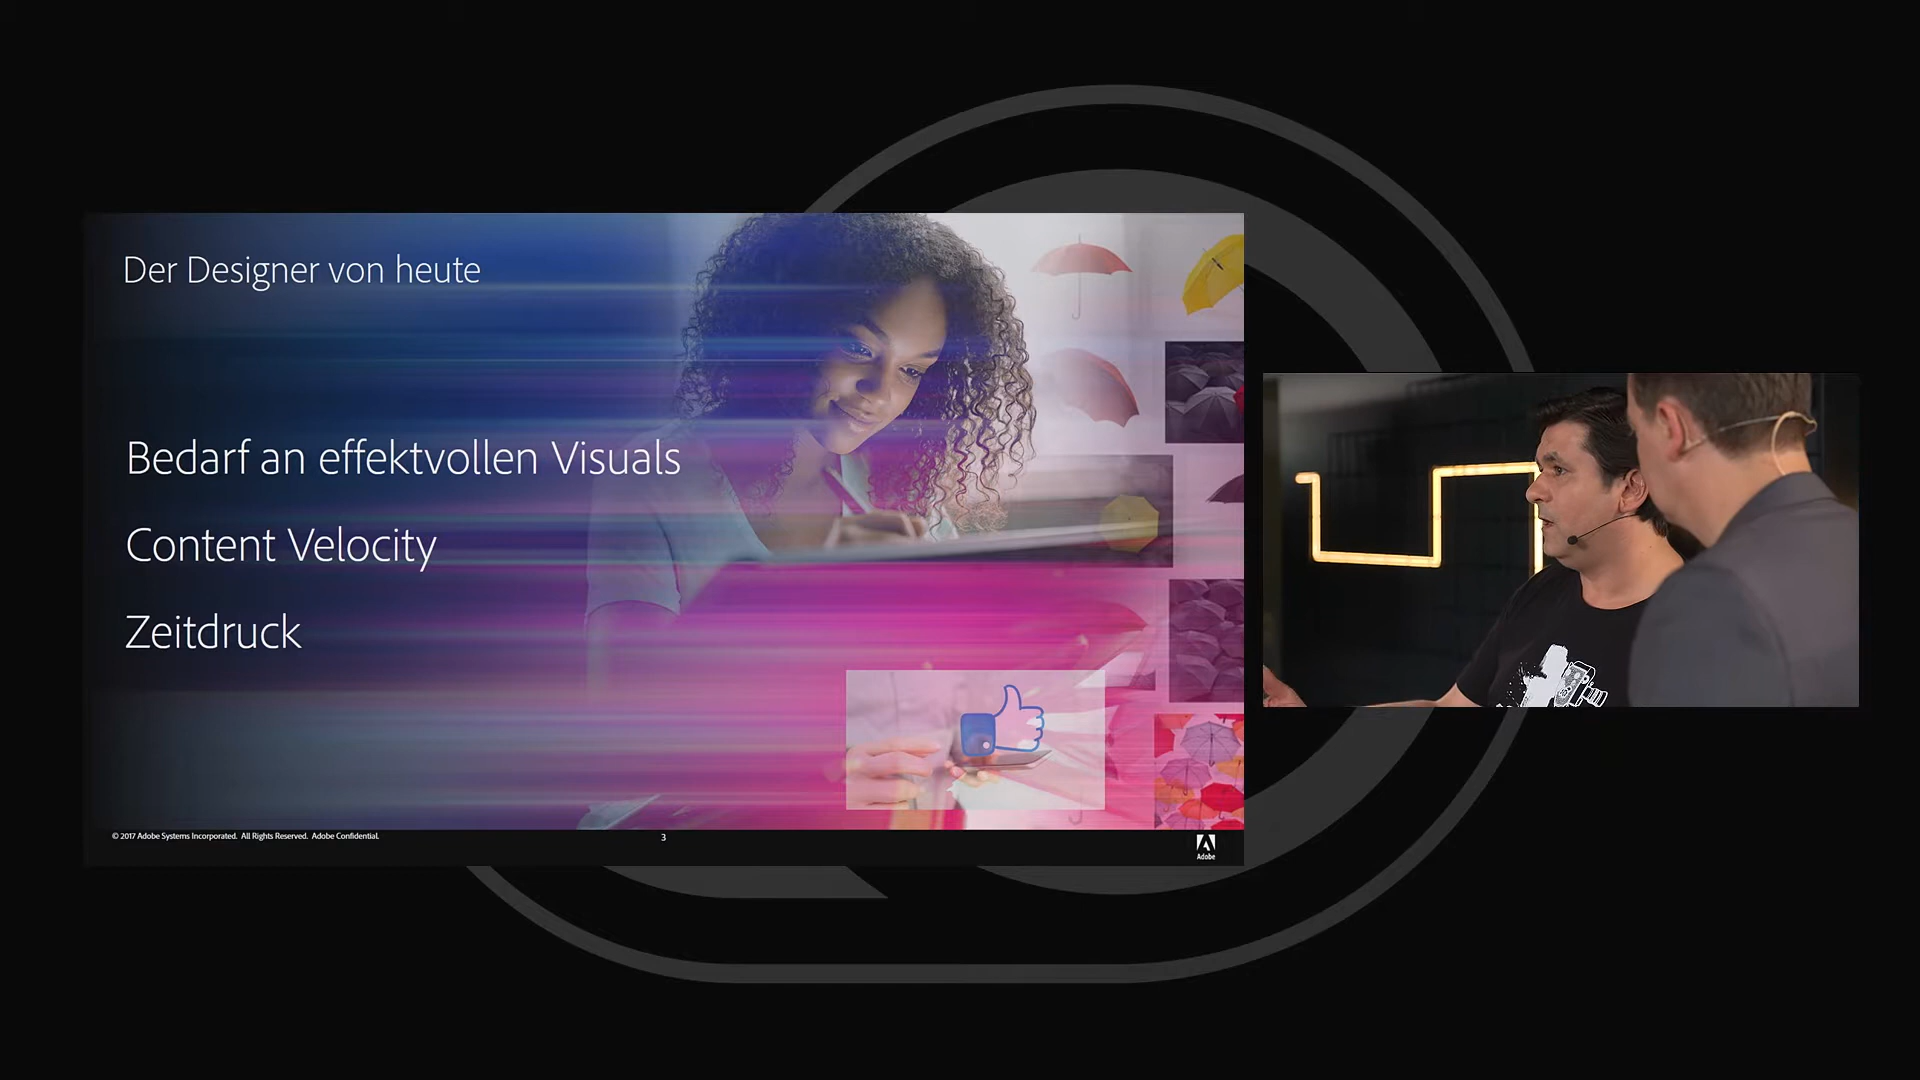 Der Designer von heute
Bedarf an effektvollen Visuals
Content Velocity
Zeitdruck
© 2017 Adobe Systems Incorporated. All Rights Reserved. Adobe Confidential.
3
Adobe